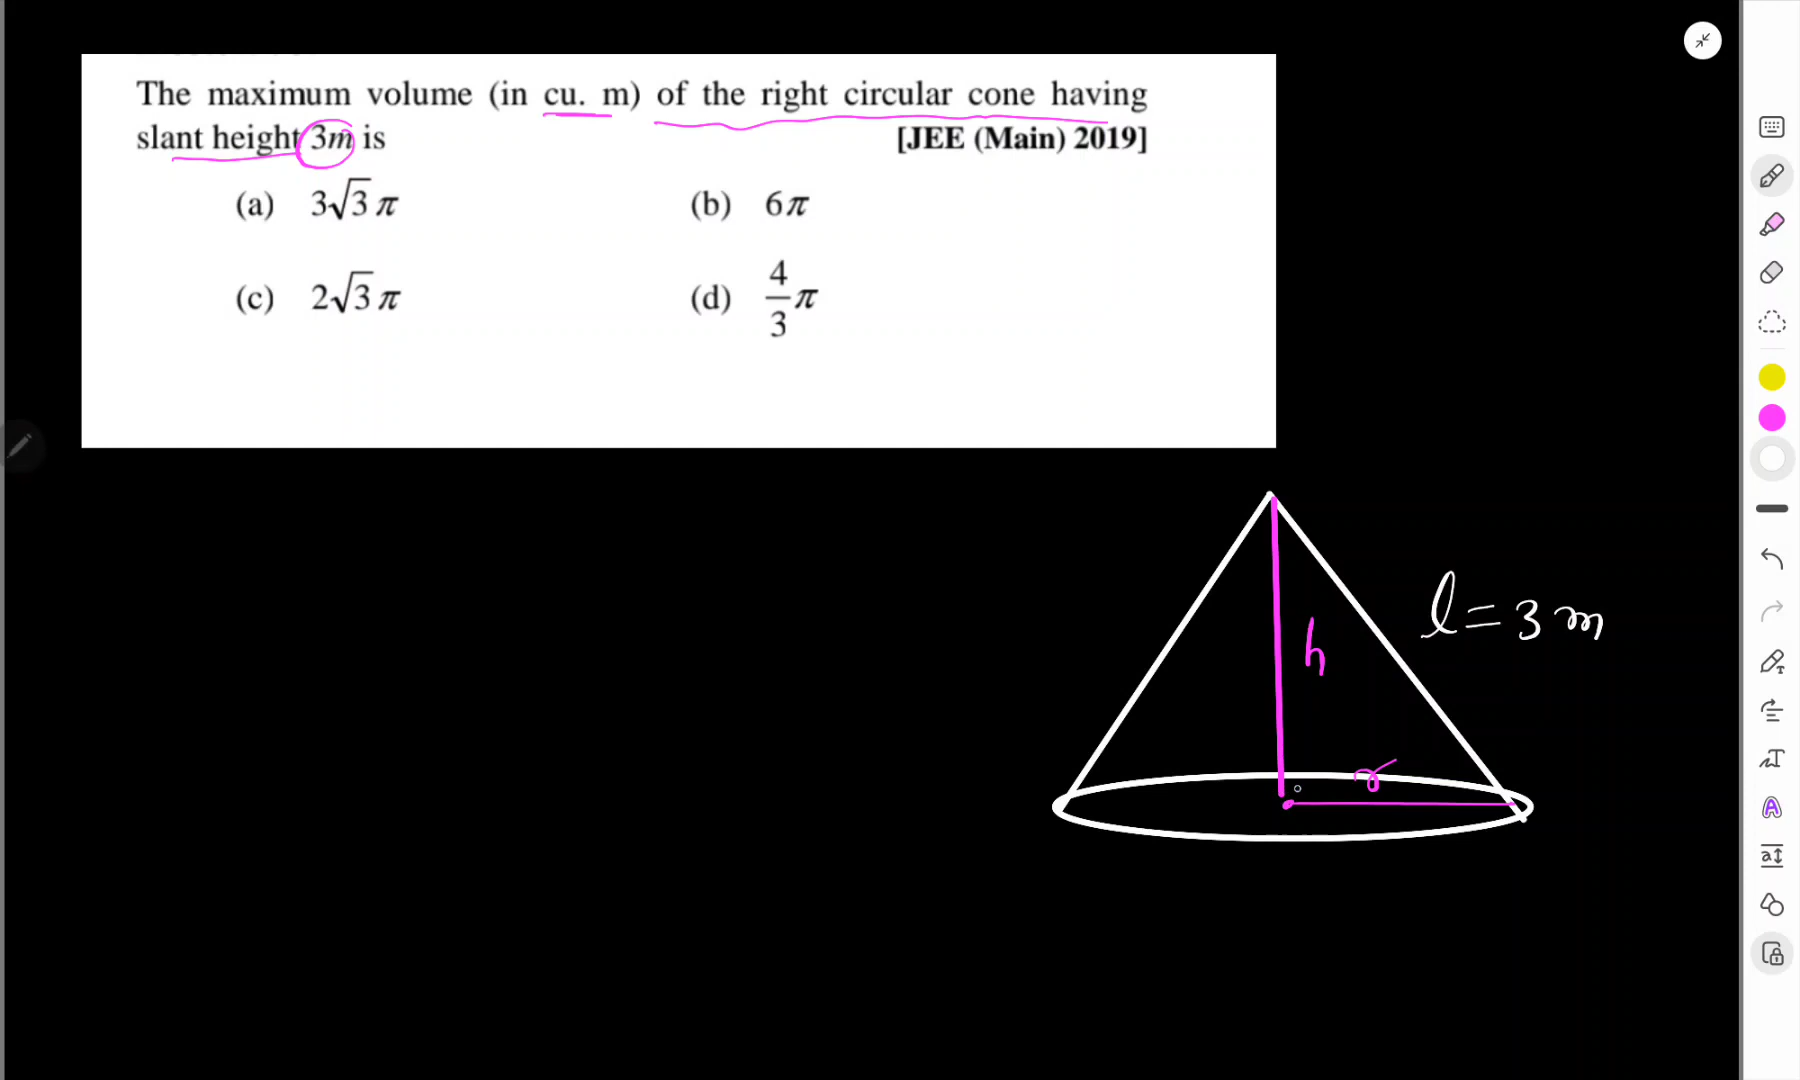 The maximum volume (in cu. m) of the right circular cone having
slant height 3m is [JEE (Main) 2019]
(a) 3√3 π (b) 6π
(c) 2√3 π (d) 4/3 π
l = 3 m
h
r